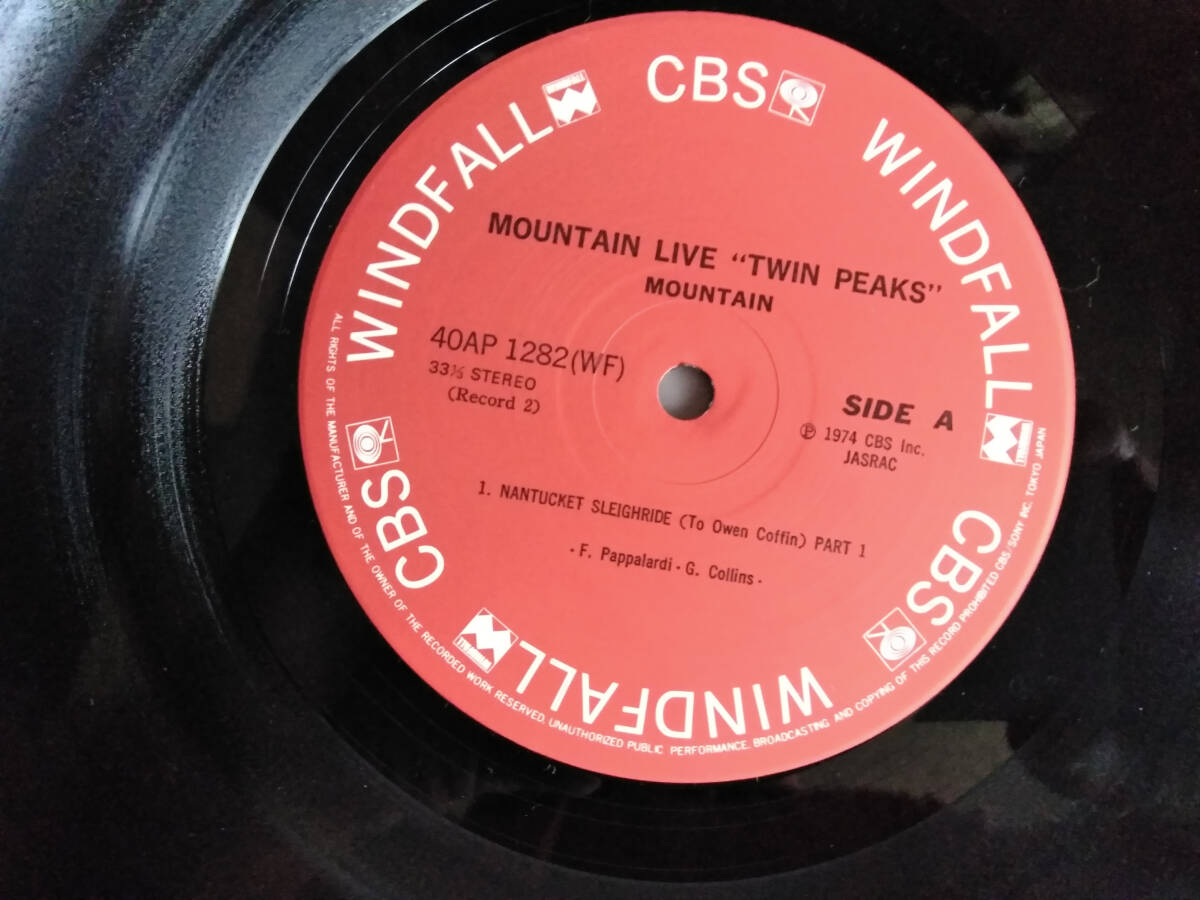 CBS
WINDFALL
CBS
WINDFALL
CBS
WINDFALL
MOUNTAIN LIVE “TWIN PEAKS”
MOUNTAIN
40AP 1282(WF)
33⅓ STEREO
(Record 2)
SIDE A
Ⓟ 1974 CBS Inc.
JASRAC
1. NANTUCKET SLEIGHRIDE (To Owen Coffin) PART 1
- F. Pappalardi - G. Collins -
ALL RIGHTS OF THE MANUFACTURER AND OF THE OWNER OF THE RECORDED WORK RESERVED. UNAUTHORIZED PUBLIC PERFORMANCE. BROADCASTING AND COPYING OF THIS RECORD PROHIBITED CBS/SONY INC. TOKYO JAPAN